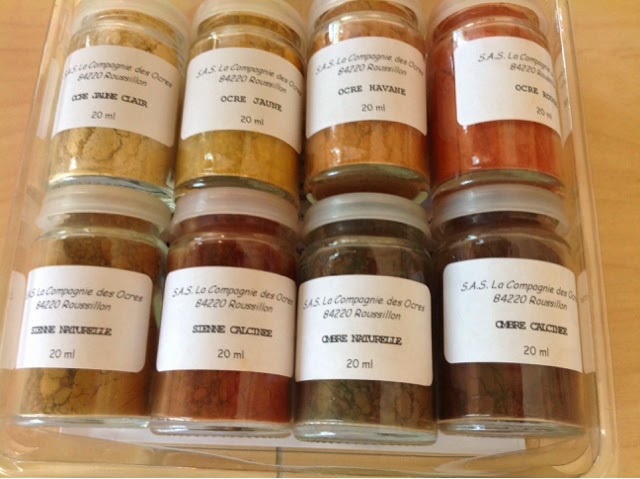 S.A.S. La Compagnie des Ocres
84220 Roussillon
OCRE JAUNE CLAIR
20 ml
S.A.S. La Compagnie des Ocres
84220 Roussillon
OCRE JAUNE
20 ml
S.A.S. La Compagnie des Ocres
84220 Roussillon
OCRE HAVANE
20 ml
S.A.S. La Compagnie des
84220 Roussillon
OCRE
20 ml
S.A.S. La Compagnie des Ocres
84220 Roussillon
SIENNE NATURELLE
20 ml
S.A.S. La Compagnie des Ocres
84220 Roussillon
SIENNE CALCINEE
20 ml
S.A.S. La Compagnie des Ocres
84220 Roussillon
OMBRE NATURELLE
20 ml
S.A.S. La Compagnie des Ocres
84220 Roussillon
OMBRE CALCINEE
20 ml